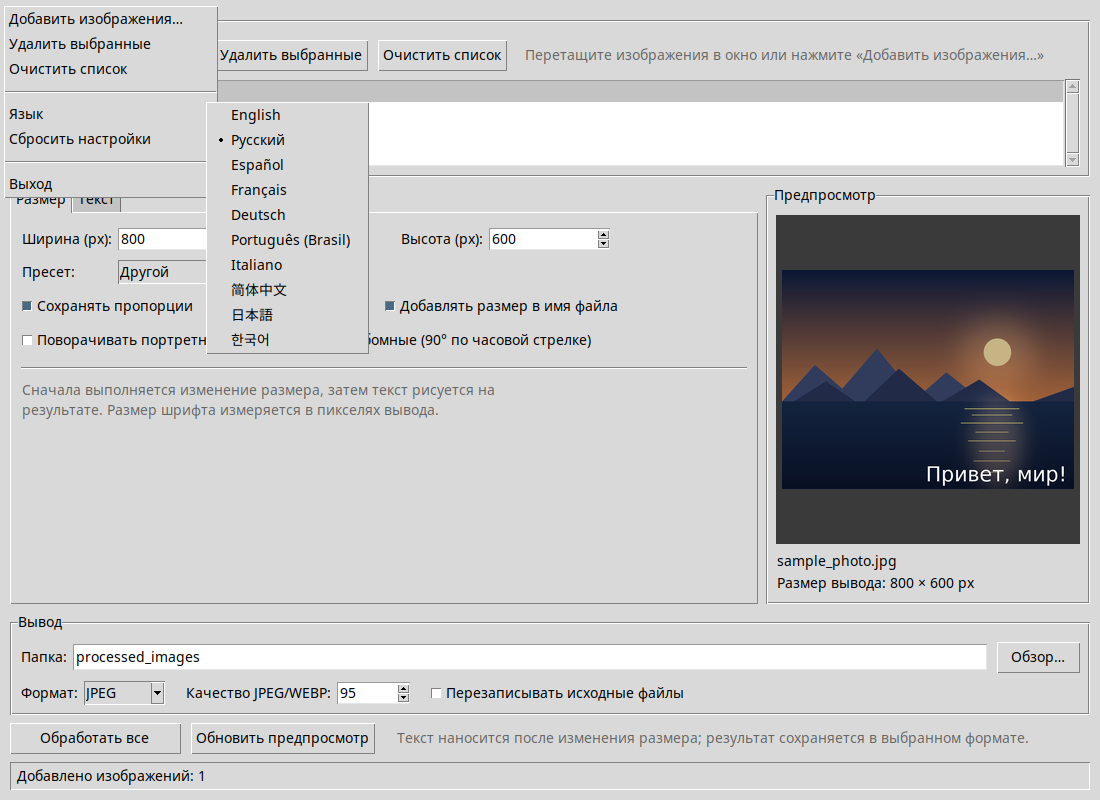 Добавить изображения...
Удалить выбранные
Очистить список
Язык
Сбросить настройки
Выход
Удалить выбранные
Очистить список
Перетащите изображения в окно или нажмите «Добавить изображения...»
English
Русский
Español
Français
Deutsch
Português (Brasil)
Italiano
简体中文
日本語
한국어
Размер
Текст
Ширина (px): 800
Высота (px): 600
Пресет: Другой
Сохранять пропорции
Добавлять размер в имя файла
Поворачивать портретн
бомные (90° по часовой стрелке)
Сначала выполняется изменение размера, затем текст рисуется на
результате. Размер шрифта измеряется в пикселях вывода.
Предпросмотр
Привет, мир!
sample_photo.jpg
Размер вывода: 800 × 600 px
Вывод
Папка: processed_images
Обзор...
Формат: JPEG
Качество JPEG/WEBP: 95
Перезаписывать исходные файлы
Обработать все
Обновить предпросмотр
Текст наносится после изменения размера; результат сохраняется в выбранном формате.
Добавлено изображений: 1